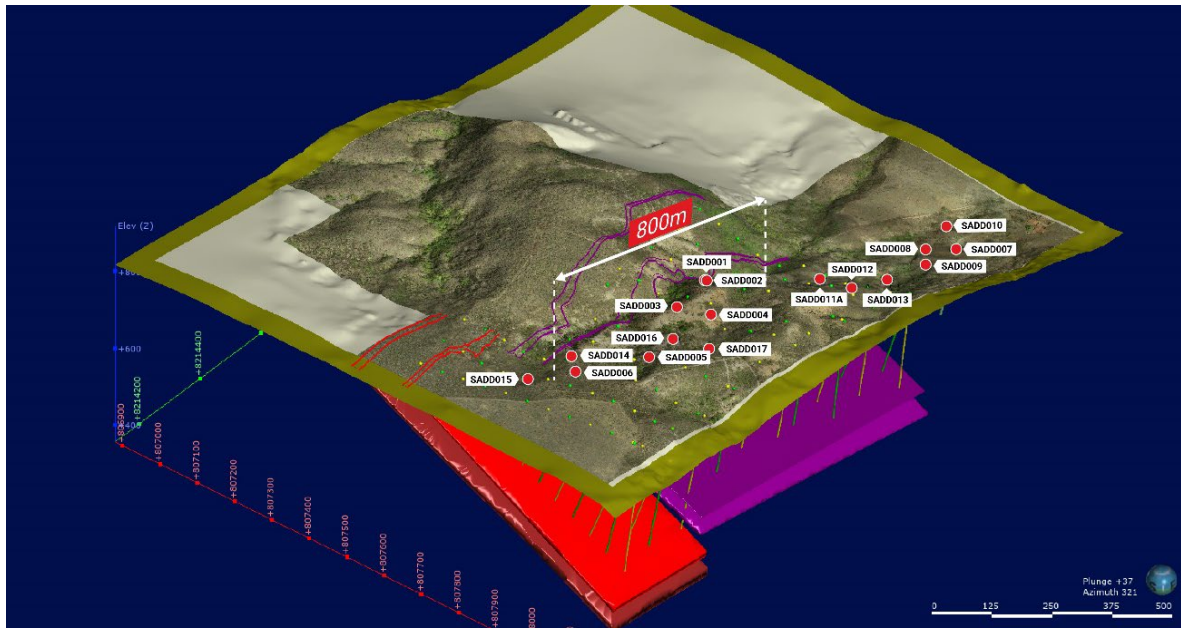 800m
SADD010
SADD008
SADD007
SADD009
SADD001
SADD002
SADD012
SADD011A
SADD013
SADD003
SADD004
SADD016
SADD017
SADD014
SADD005
SADD015
SADD006
Elev (Z)
+600
+8214400
+8214200
+807000
+807100
+807200
+807300
+807400
+807500
+807600
+807700
+807800
+807900
Plunge +37
Azimuth 321
0 125 250 375 500